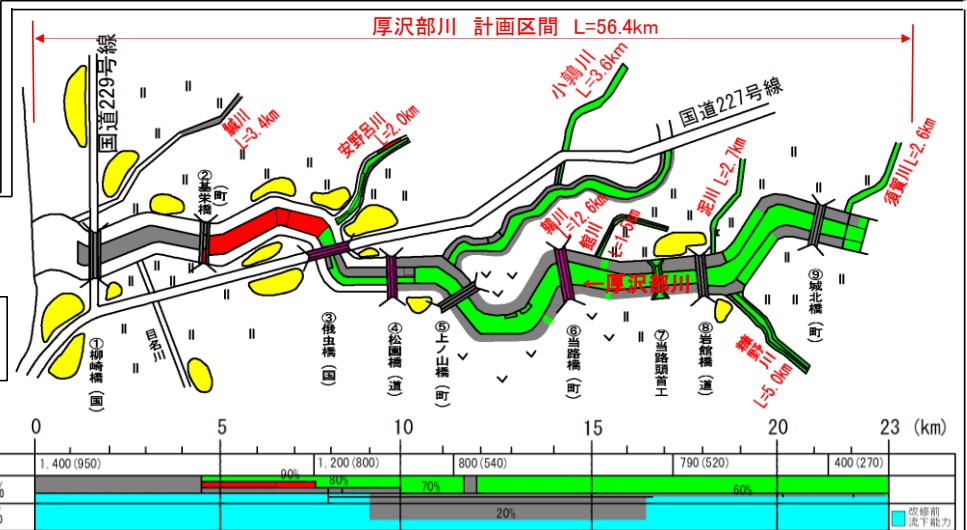 厚沢部川 計画区間 L=56.4km
国道229号線
鰔川
L=3.4km
②基栄橋(町)
安野呂川
L=2.0km
小鶉川
L=3.6km
国道227号線
鶉川
L=12.6km
館川
泥川 L=2.7km
須賀川 L=2.6km
←厚沢部川
目名川
①柳崎橋(国)
③俄虫橋(国)
④松園橋(道)
⑤上ノ山橋(町)
⑥当路橋(町)
⑦当路頭首工
⑧岩館橋(道)
⑨城北橋(町)
糠野川
L=5.0km
0 5 10 15 20 23 (km)
1,400(950) 1,200(800) 800(540) 790(520) 400(270)
90%
80%
70%
60%
20%
改修前
流下能力